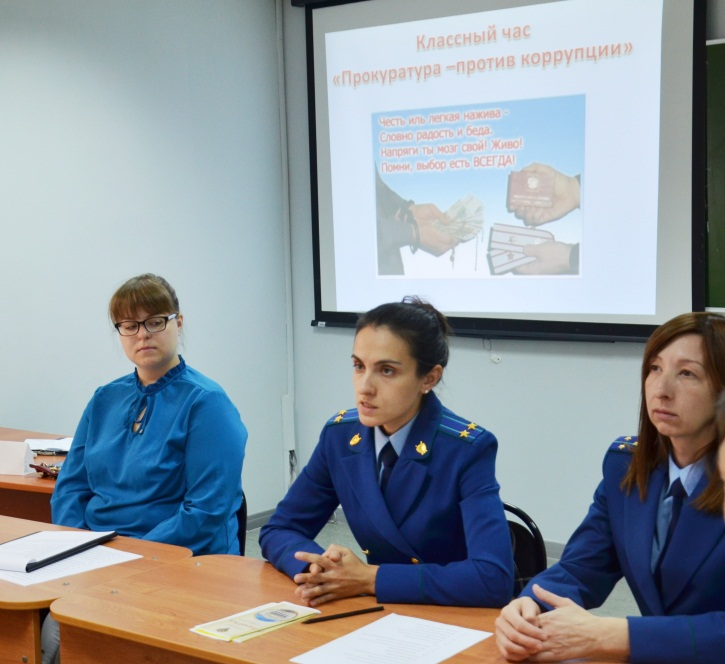 Классный час
«Прокуратура –против коррупции»
Честь иль легкая нажива -
Словно радость и беда.
Напряги ты мозг свой! Живо!
Помни, выбор есть ВСЕГДА!